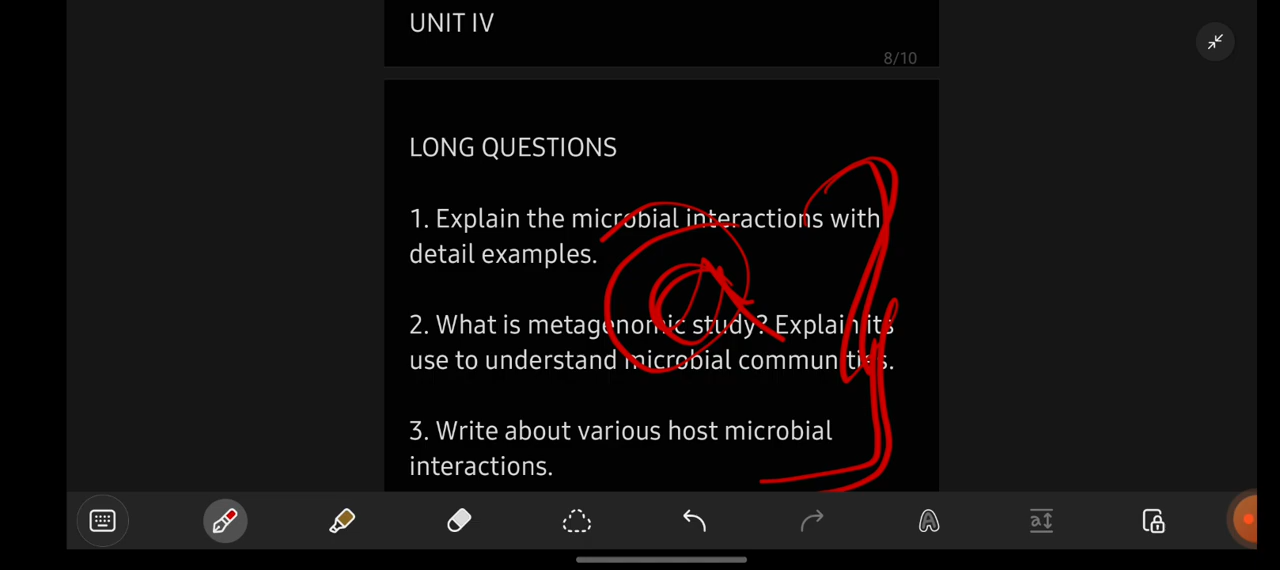 UNIT IV
8/10
LONG QUESTIONS
1. Explain the microbial interactions with
detail examples.
2. What is metagenomic study? Explain its
use to understand microbial communities.
3. Write about various host microbial
interactions.